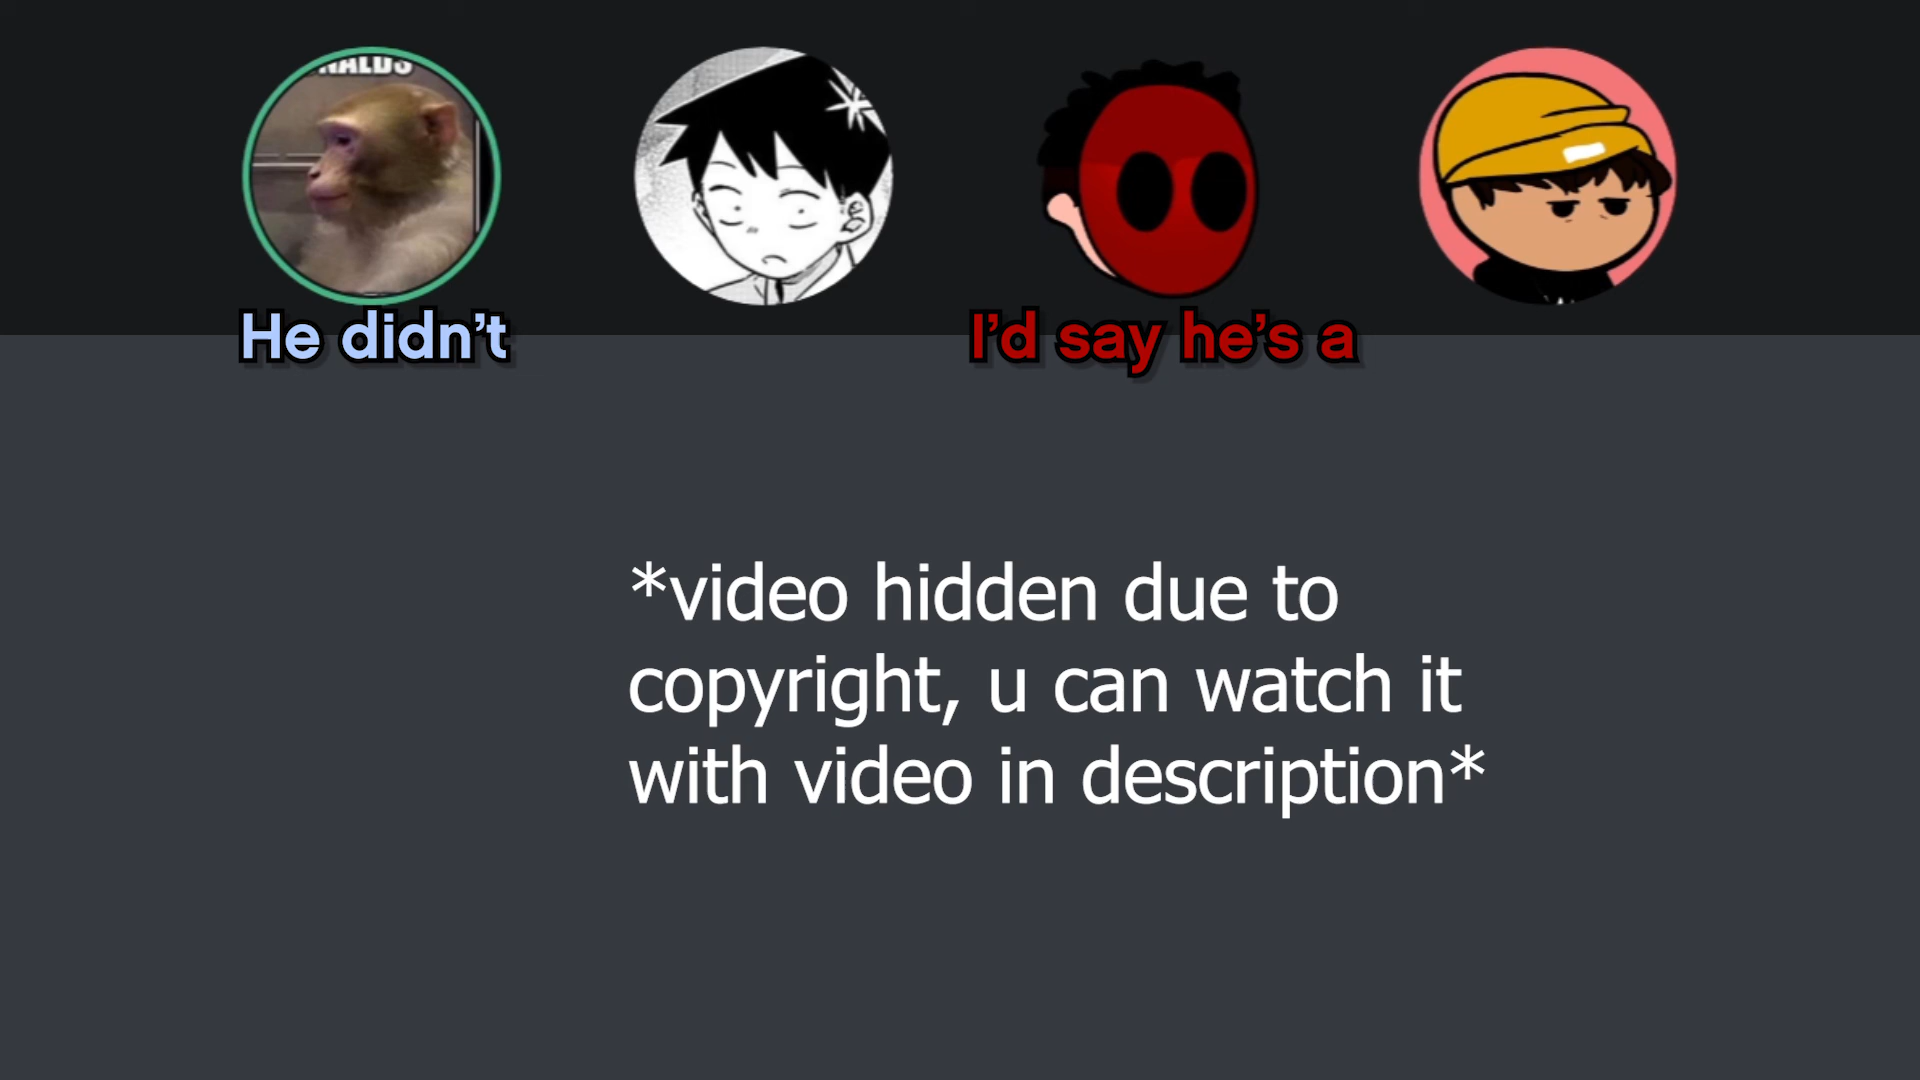 He didn't
I'd say he's a
*video hidden due to
copyright, u can watch it
with video in description*